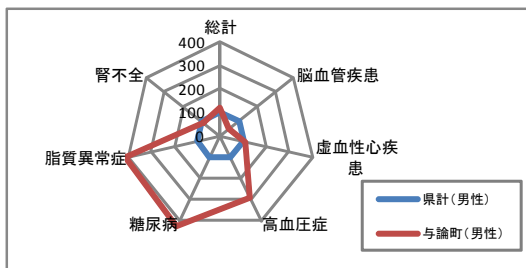 総計
脳血管疾患
虚血性心疾
患
高血圧症
糖尿病
脂質異常症
腎不全
400
300
200
100
0
県計(男性)
与論町(男性)